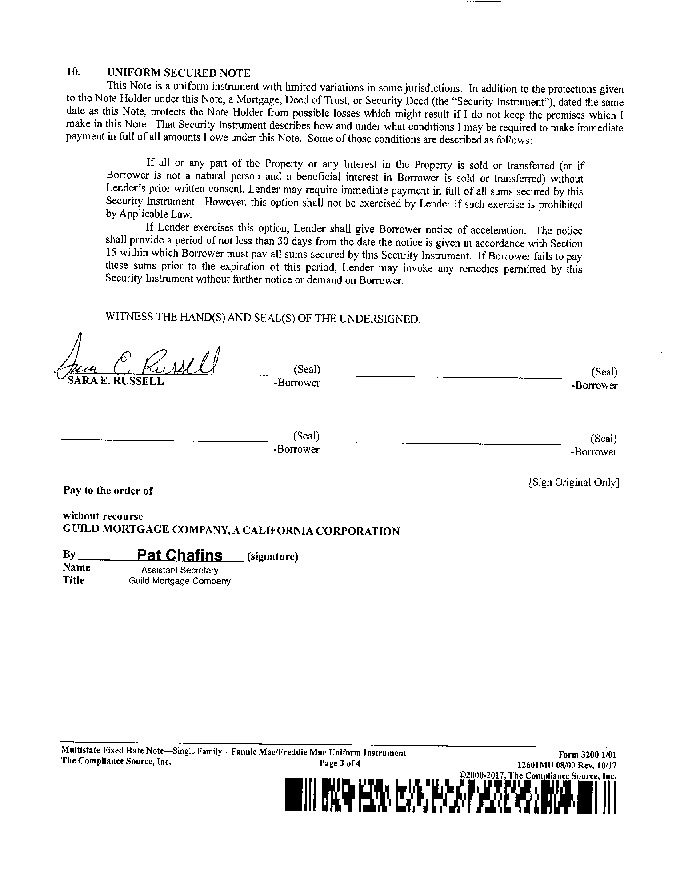 10. UNIFORM SECURED NOTE
This Note is a uniform instrument with limited variations in some jurisdictions. In addition to the protections given
to the Note Holder under this Note, a Mortgage, Deed of Trust, or Security Deed (the “Security Instrument”), dated the same
date as this Note, protects the Note Holder from possible losses which might result if I do not keep the promises which I
make in this Note. That Security Instrument describes how and under what conditions I may be required to make immediate
payment in full of all amounts I owe under this Note. Some of those conditions are described as follows:
If all or any part of the Property or any Interest in the Property is sold or transferred (or if
Borrower is not a natural person and a beneficial interest in Borrower is sold or transferred) without
Lender's prior written consent, Lender may require immediate payment in full of all sums secured by this
Security Instrument. However, this option shall not be exercised by Lender if such exercise is prohibited
by Applicable Law.
If Lender exercises this option, Lender shall give Borrower notice of acceleration. The notice
shall provide a period of not less than 30 days from the date the notice is given in accordance with Section
15 within which Borrower must pay all sums secured by this Security Instrument. If Borrower fails to pay
these sums prior to the expiration of this period, Lender may invoke any remedies permitted by this
Security Instrument without further notice or demand on Borrower.
WITNESS THE HAND(S) AND SEAL(S) OF THE UNDERSIGNED.
Sara E. Russell (Seal) (Seal)
SARA E. RUSSELL -Borrower -Borrower
(Seal) (Seal)
-Borrower -Borrower
[Sign Original Only]
Pay to the order of
without recourse
GUILD MORTGAGE COMPANY, A CALIFORNIA CORPORATION
By Pat Chafins (signature)
Name Assistant Secretary
Title Guild Mortgage Company
Multistate Fixed Rate Note—Single Family - Fannie Mae/Freddie Mac Uniform Instrument Form 3200 1/01
The Compliance Source, Inc. Page 3 of 4 12601MU 08/00 Rev. 10/17
©2000-2017, The Compliance Source, Inc.